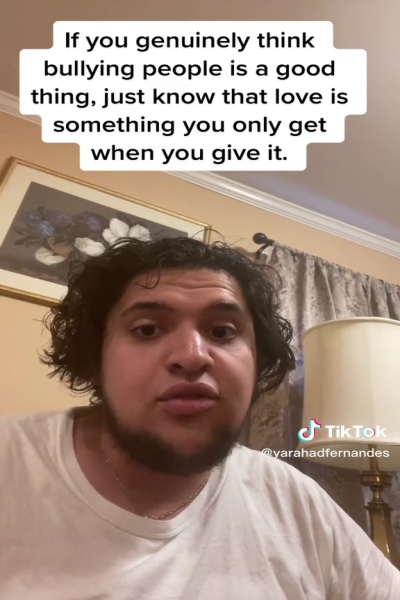 If you genuinely think
bullying people is a good
thing, just know that love is
something you only get
when you give it.
TikTok
@yarahadfernandes